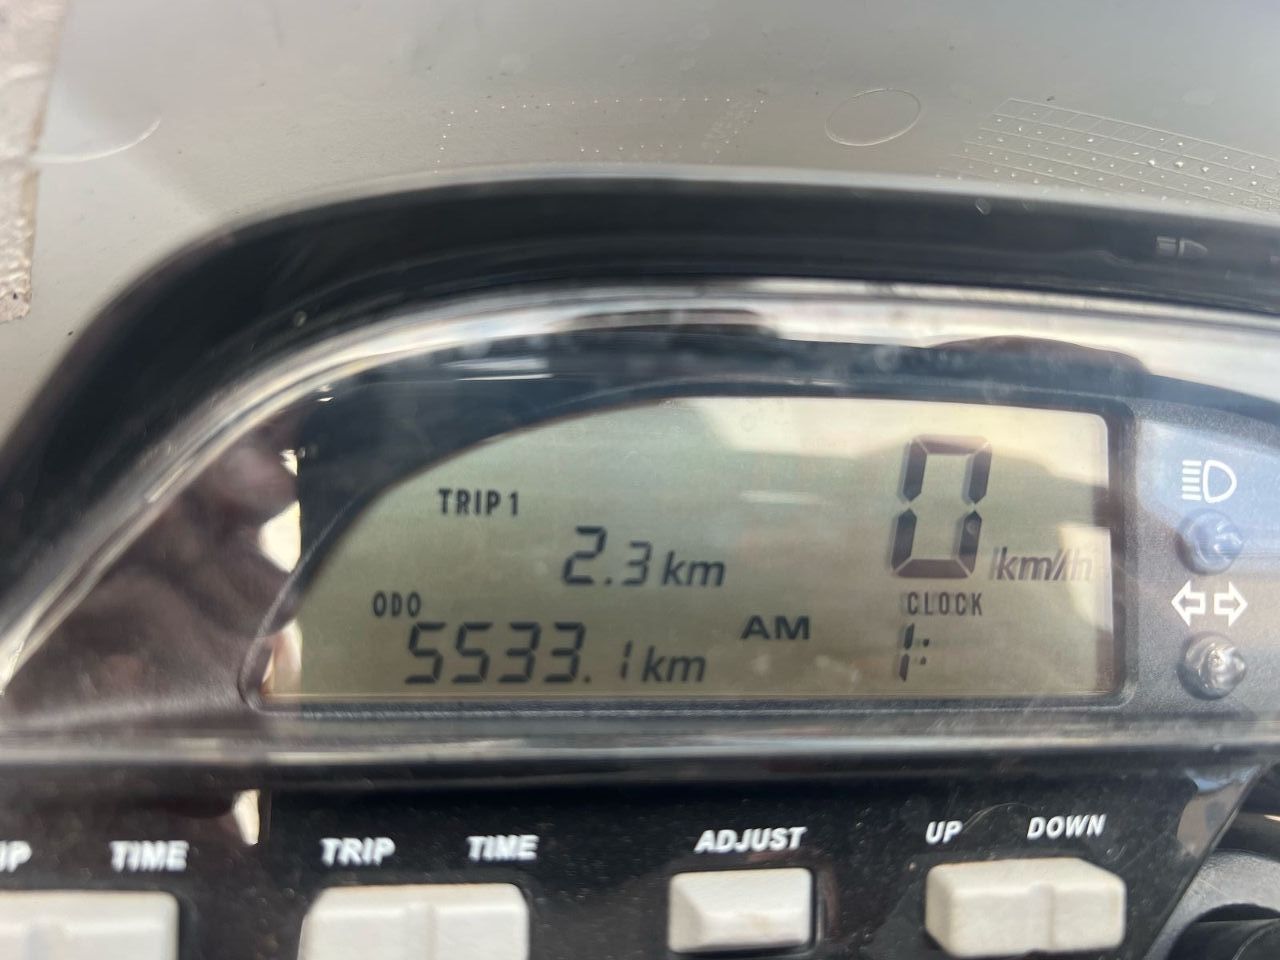 TRIP 1
0 km/h
2.3 km
ODO
CLOCK
5533.1 km
AM
1:
TRIP TIME
ADJUST
UP DOWN
IP TIME